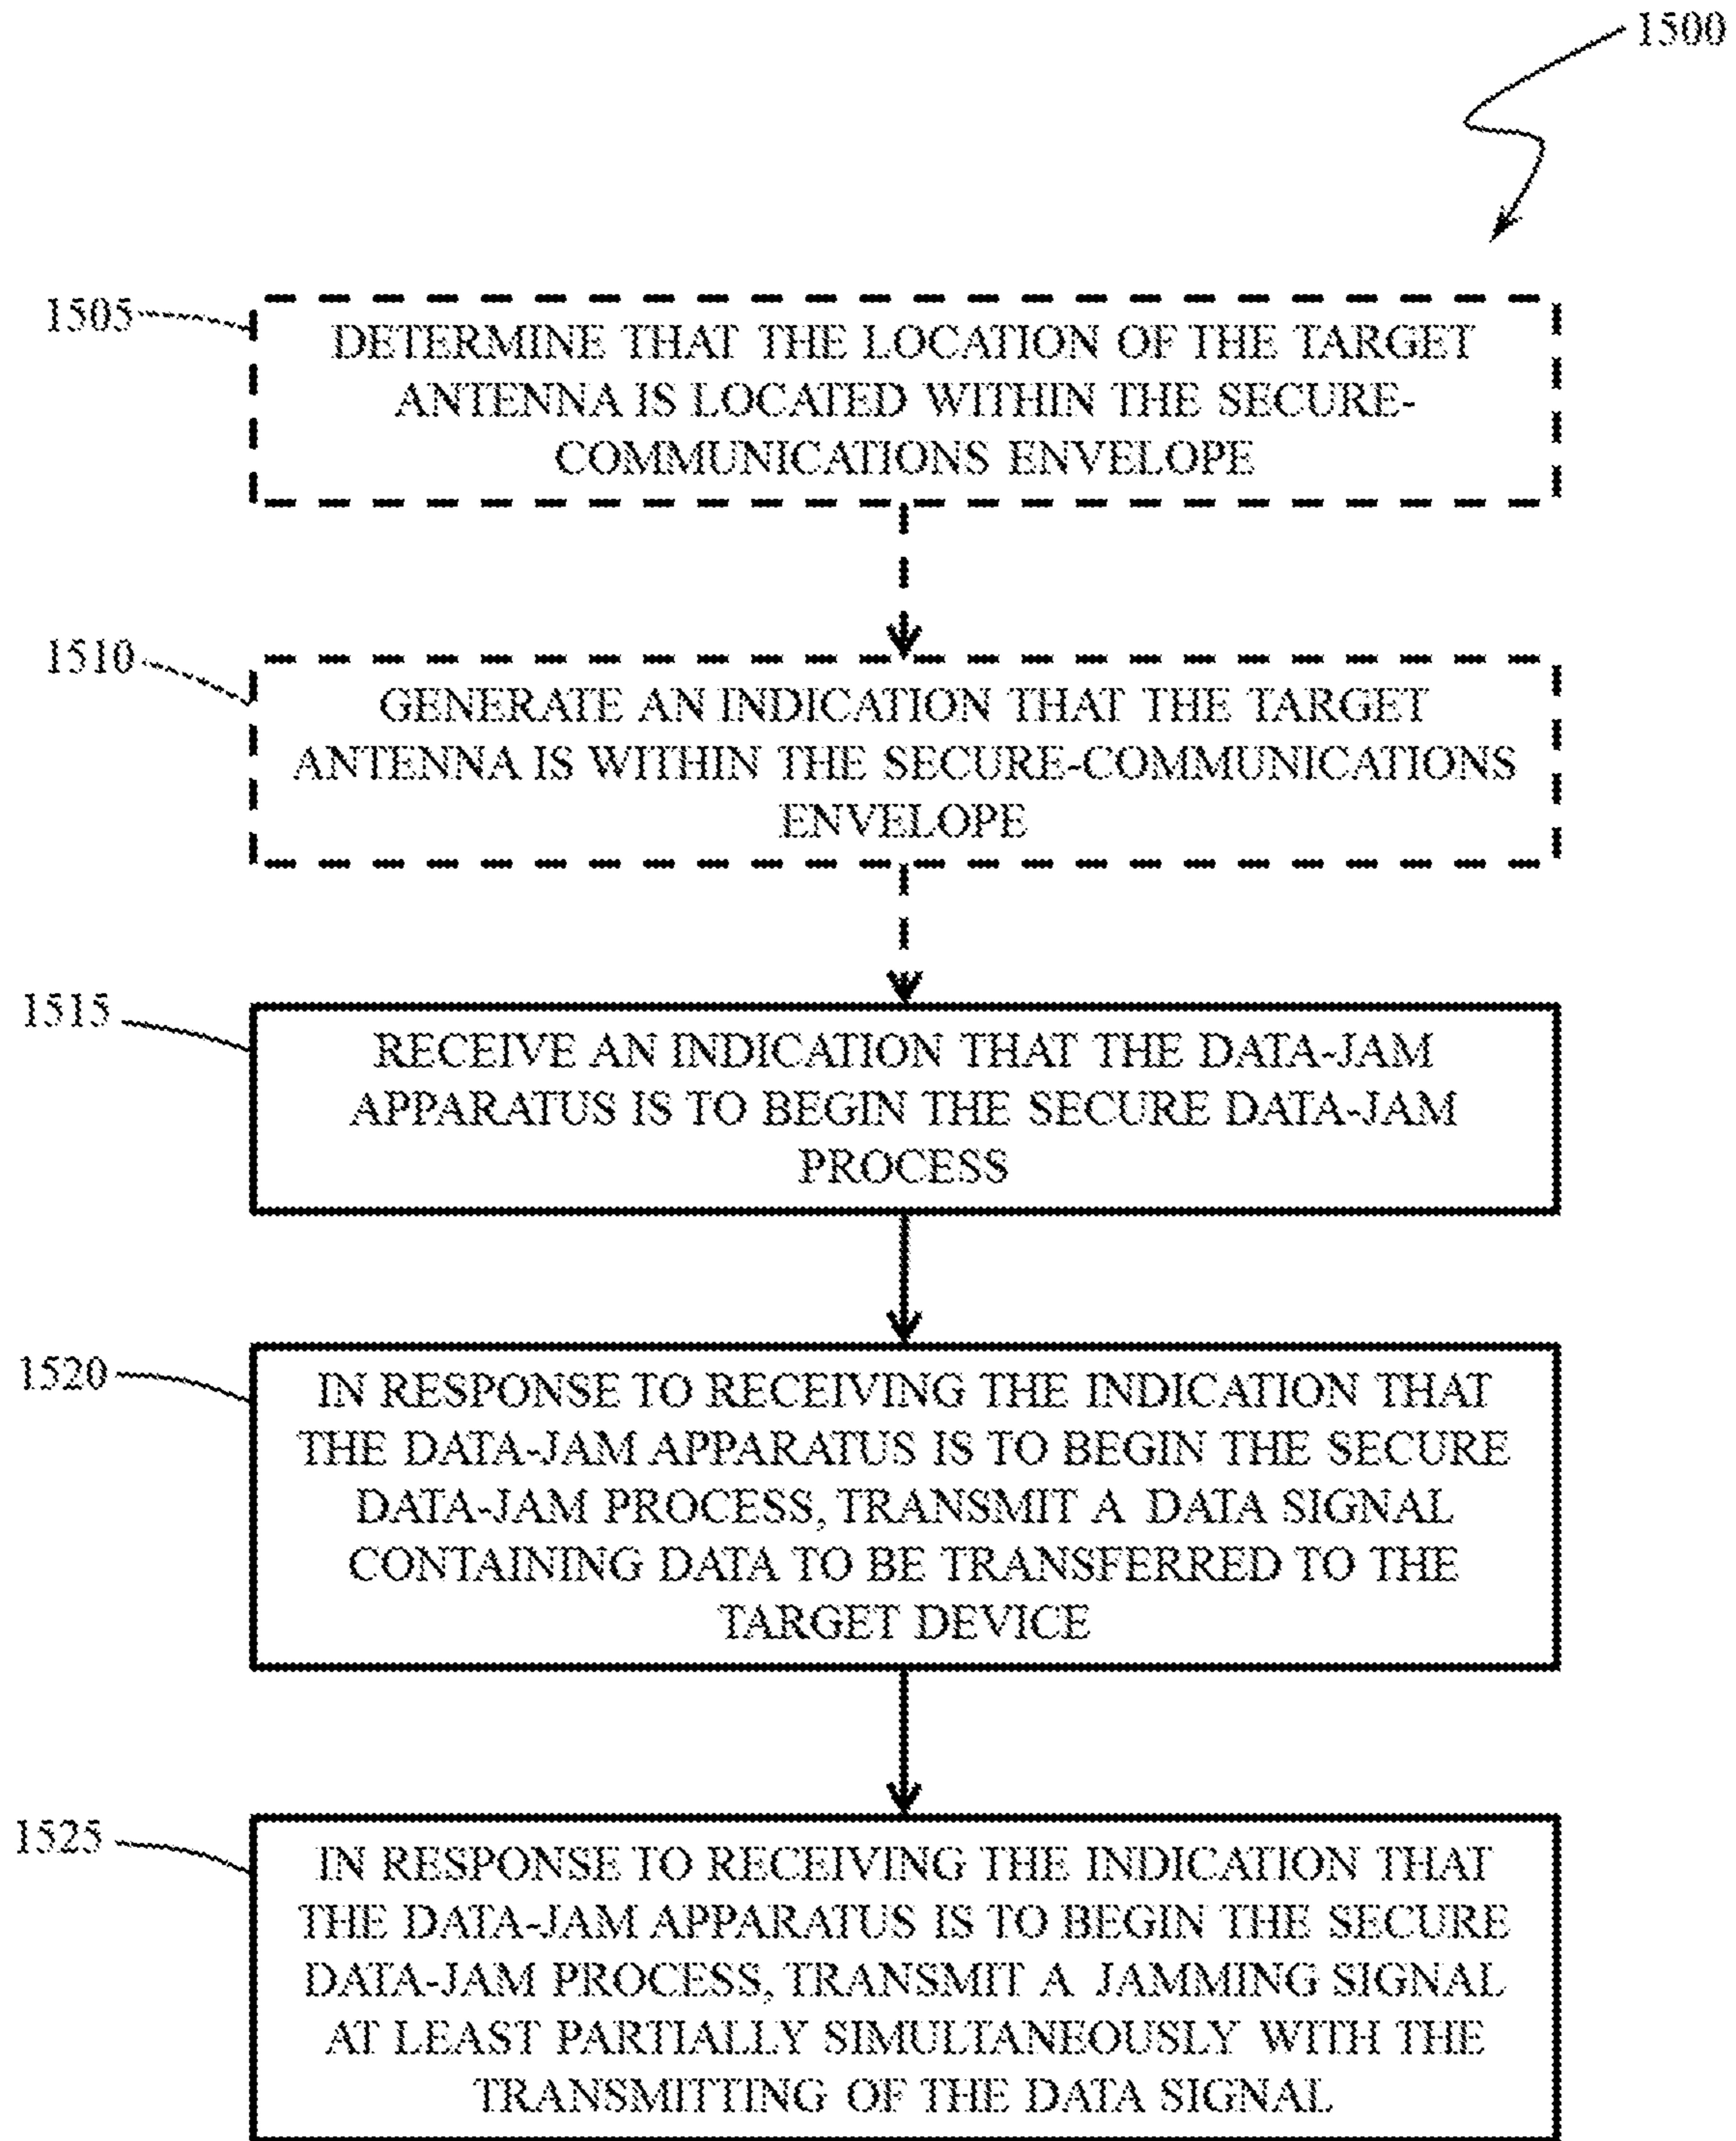 1500
1505
DETERMINE THAT THE LOCATION OF THE TARGET
ANTENNA IS LOCATED WITHIN THE SECURE-
COMMUNICATIONS ENVELOPE
1510
GENERATE AN INDICATION THAT THE TARGET
ANTENNA IS WITHIN THE SECURE-COMMUNICATIONS
ENVELOPE
1515
RECEIVE AN INDICATION THAT THE DATA-JAM
APPARATUS IS TO BEGIN THE SECURE DATA-JAM
PROCESS
1520
IN RESPONSE TO RECEIVING THE INDICATION THAT
THE DATA-JAM APPARATUS IS TO BEGIN THE SECURE
DATA-JAM PROCESS, TRANSMIT A DATA SIGNAL
CONTAINING DATA TO BE TRANSFERRED TO THE
TARGET DEVICE
1525
IN RESPONSE TO RECEIVING THE INDICATION THAT
THE DATA-JAM APPARATUS IS TO BEGIN THE SECURE
DATA-JAM PROCESS, TRANSMIT A JAMMING SIGNAL
AT LEAST PARTIALLY SIMULTANEOUSLY WITH THE
TRANSMITTING OF THE DATA SIGNAL